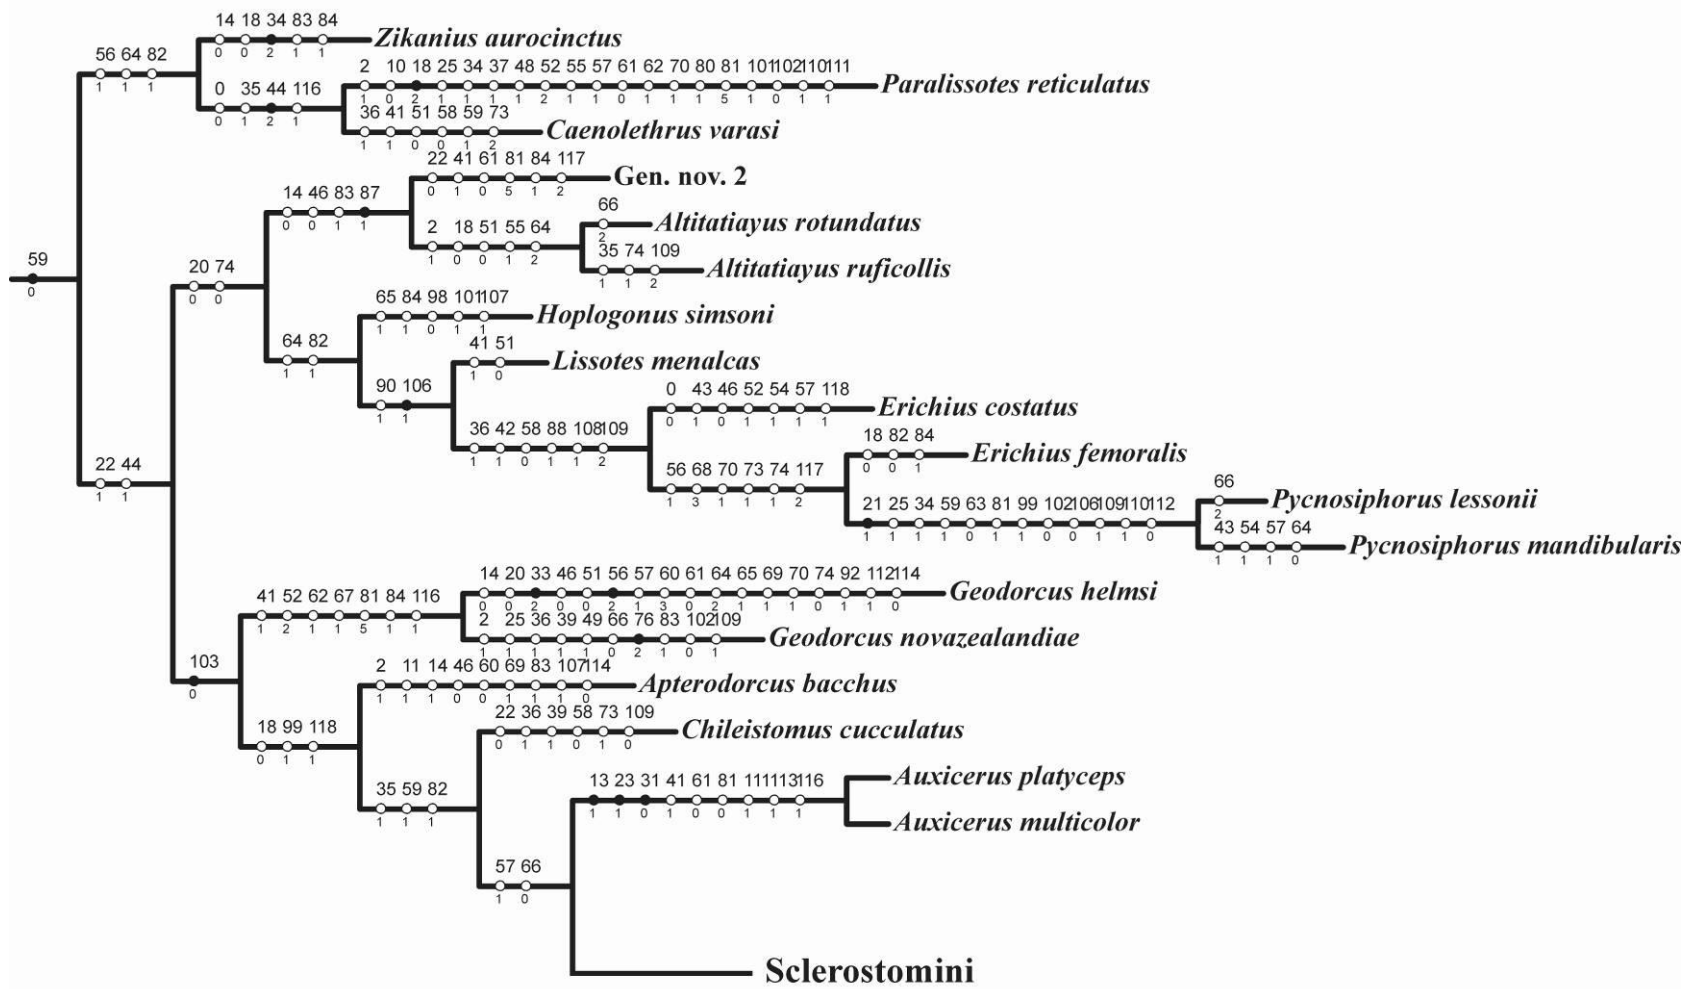 14 18 34 83 84
Zikanius aurocinctus
0 0 2 1 1
56 64 82
1 1 1
2 10 18 25 34 37 48 52 55 57 61 62 70 80 81 101 102 110 111
Paralissotes reticulatus
1 0 2 1 1 1 1 2 1 1 0 1 1 1 5 1 0 1 1
0 35 44 116
0 1 2 1
36 41 51 58 59 73
Caenolethrus varasi
1 1 0 0 1 2
22 41 61 81 84 117
Gen. nov. 2
0 1 0 5 1 2
14 46 83 87
0 0 1 1
66
Altitatiayus rotundatus
2
2 18 51 55 64
1 0 0 1 2
35 74 109
Altitatiayus ruficollis
1 1 2
59
0
20 74
0 0
65 84 98 101 107
Hoplogonus simsoni
1 1 0 1 1
64 82
1 1
41 51
Lissotes menalcas
1 0
90 106
1 1
0 43 46 52 54 57 118
Erichius costatus
0 1 0 1 1 1 1
36 42 58 88 108 109
1 1 0 1 1 2
18 82 84
Erichius femoralis
0 0 1
56 68 70 73 74 117
1 3 1 1 1 2
66
Pycnosiphorus lessonii
2
21 25 34 59 63 81 99 102 106 109 110 112
1 1 1 1 0 1 1 0 0 1 1 0
43 54 57 64
Pycnosiphorus mandibularis
1 1 1 0
22 44
1 1
14 20 33 46 51 56 57 60 61 64 65 69 70 74 92 112 114
Geodorcus helmsi
0 0 2 0 0 2 1 3 0 2 1 1 1 0 1 1 0
41 52 62 67 81 84 116
1 2 1 1 5 1 1
2 25 36 39 49 66 76 83 102 109
Geodorcus novazealandiae
1 1 1 1 1 0 2 1 0 1
103
0
2 11 14 46 60 69 83 107 114
Apterodorcus bacchus
1 1 1 0 0 1 1 1 0
18 99 118
0 1 1
22 36 39 58 73 109
Chileistomus cucculatus
0 1 1 0 1 0
35 59 82
1 1 1
13 23 31 41 61 81 111 113 116
Auxicerus platyceps
1 1 0 1 0 0 1 1 1
Auxicerus multicolor
57 66
1 0
Sclerostomini